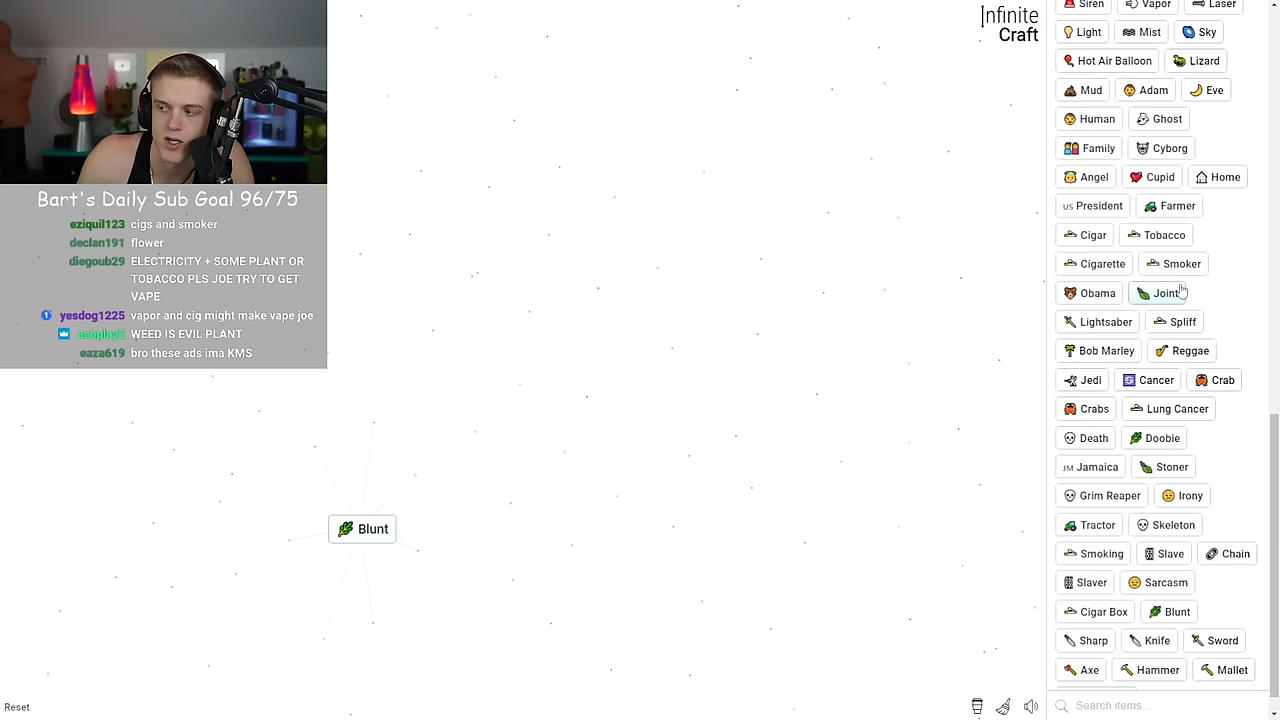 Infinite
Craft
Siren Vapor Laser
Light Mist Sky
Hot Air Balloon Lizard
Mud Adam Eve
Human Ghost
Family Cyborg
Angel Cupid Home
US President Farmer
Cigar Tobacco
Cigarette Smoker
Obama Joint
Lightsaber Spliff
Bob Marley Reggae
Jedi Cancer Crab
Crabs Lung Cancer
Death Doobie
JM Jamaica Stoner
Grim Reaper Irony
Tractor Skeleton
Smoking Slave Chain
Slaver Sarcasm
Cigar Box Blunt
Sharp Knife Sword
Axe Hammer Mallet
Search items...
Bart's Daily Sub Goal 96/75
eziquil123 cigs and smoker
declan191 flower
diegoub29 ELECTRICITY + SOME PLANT OR
TOBACCO PLS JOE TRY TO GET
VAPE
yesdog1225 vapor and cig might make vape joe
WEED IS EVIL PLANT
eaza619 bro these ads ima KMS
Blunt
Reset